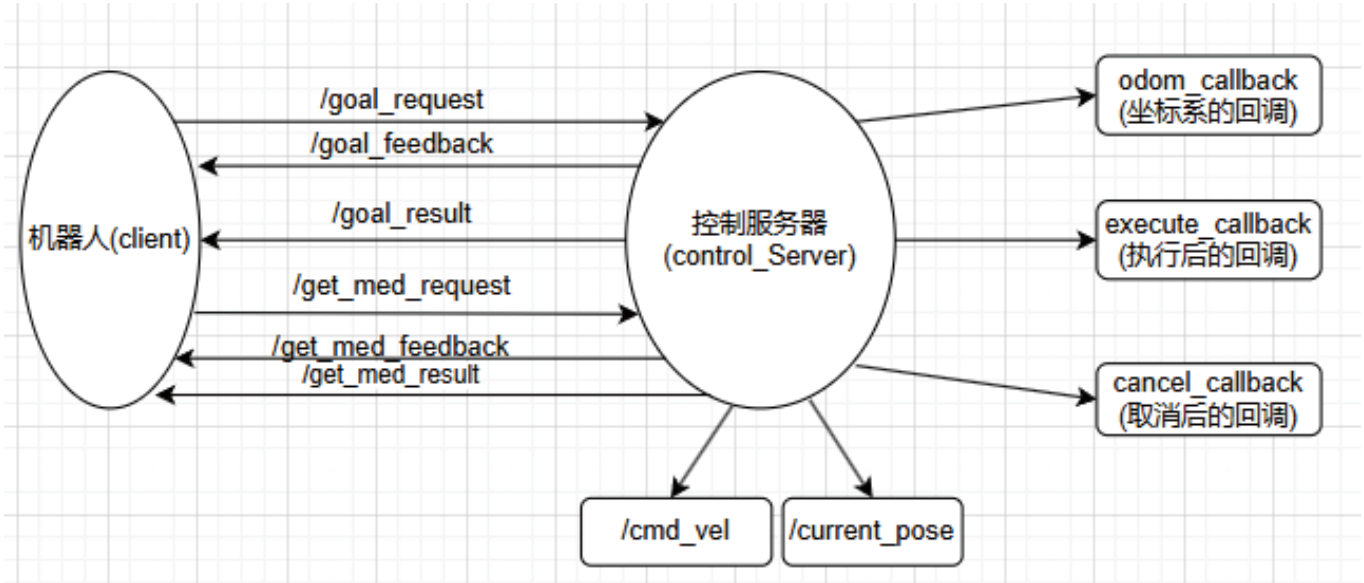 /goal_request
/goal_feedback
/goal_result
/get_med_request
/get_med_feedback
/get_med_result
机器人(client)
控制服务器
(control_Server)
odom_callback
(坐标系的回调)
execute_callback
(执行后的回调)
cancel_callback
(取消后的回调)
/cmd_vel
/current_pose